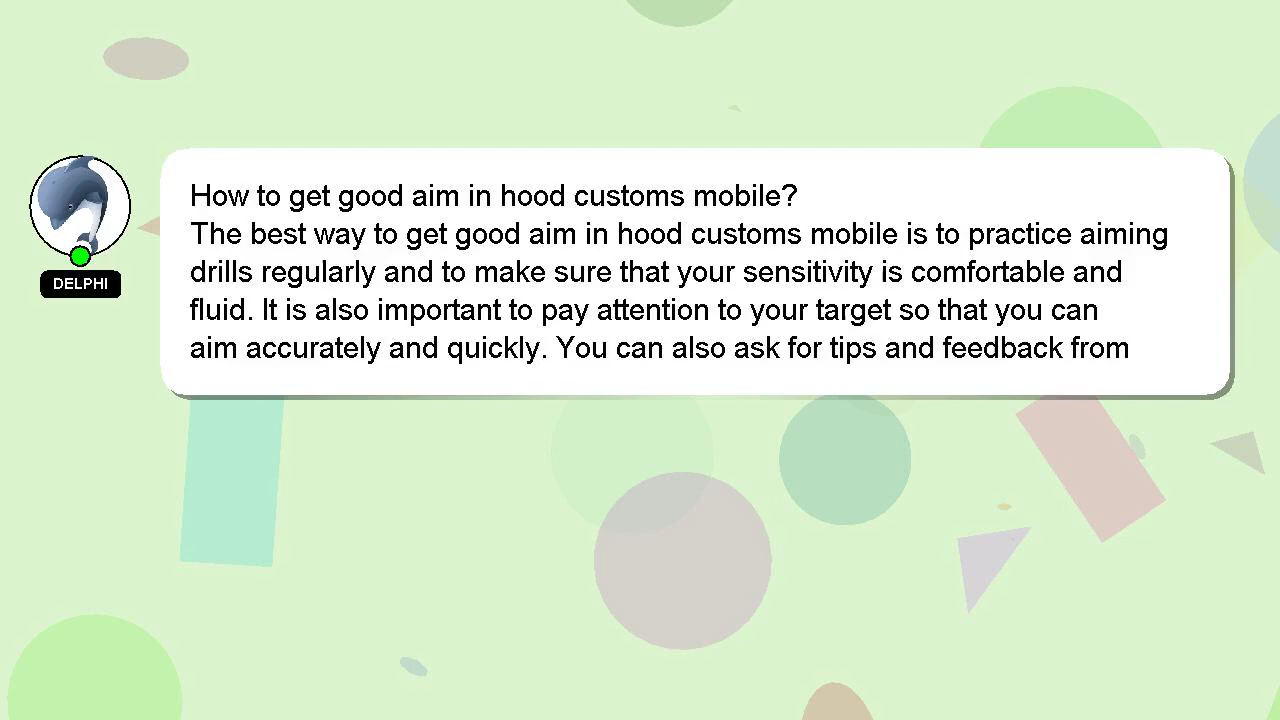 How to get good aim in hood customs mobile?
The best way to get good aim in hood customs mobile is to practice aiming
drills regularly and to make sure that your sensitivity is comfortable and
fluid. It is also important to pay attention to your target so that you can
aim accurately and quickly. You can also ask for tips and feedback from
DELPHI